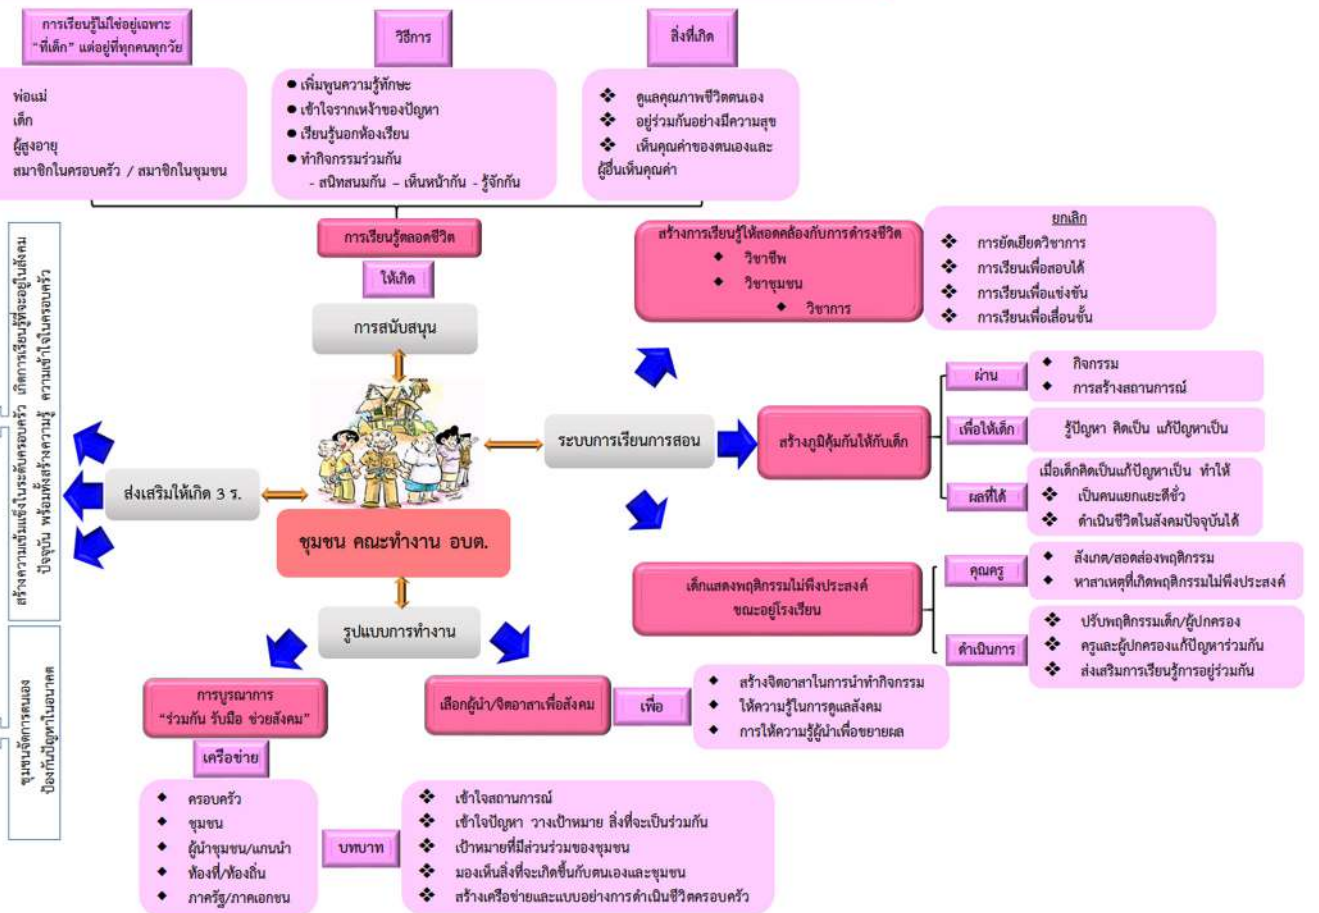 การเรียนรู้ไม่ใช่อยู่เฉพาะ
"ที่เด็ก" แต่อยู่ที่ทุกคนทุกวัย
พ่อแม่
เด็ก
ผู้สูงอายุ
สมาชิกในครอบครัว / สมาชิกในชุมชน
วิธีการ
● เพิ่มพูนความรู้ทักษะ
● เข้าใจรากเหง้าของปัญหา
● เรียนรู้นอกห้องเรียน
● ทำกิจกรรมร่วมกัน
- สนิทสนมกัน – เห็นหน้ากัน - รู้จักกัน
สิ่งที่เกิด
❖ ดูแลคุณภาพชีวิตตนเอง
❖ อยู่ร่วมกันอย่างมีความสุข
❖ เห็นคุณค่าของตนเองและ
ผู้อื่นเห็นคุณค่า
การเรียนรู้ตลอดชีวิต
ให้เกิด
การสนับสนุน
สร้างการเรียนรู้ให้สอดคล้องกับการดำรงชีวิต
◆ วิชาชีพ
◆ วิชาชุมชน
◆ วิชาการ
ยกเลิก
❖ การยัดเยียดวิชาการ
❖ การเรียนเพื่อสอบได้
❖ การเรียนเพื่อแข่งขัน
❖ การเรียนเพื่อเลื่อนชั้น
ระบบการเรียนการสอน
สร้างภูมิคุ้มกันให้กับเด็ก
ผ่าน
◆ กิจกรรม
◆ การสร้างสถานการณ์
เพื่อให้เด็ก
รู้ปัญหา คิดเป็น แก้ปัญหาเป็น
ผลที่ได้
เมื่อเด็กคิดเป็นแก้ปัญหาเป็น ทำให้
❖ เป็นคนแยกแยะดีชั่ว
❖ ดำเนินชีวิตในสังคมปัจจุบันได้
เด็กแสดงพฤติกรรมไม่พึงประสงค์
ขณะอยู่โรงเรียน
คุณครู
◆ สังเกต/สอดส่องพฤติกรรม
◆ หาสาเหตุที่เกิดพฤติกรรมไม่พึงประสงค์
ดำเนินการ
❖ ปรับพฤติกรรมเด็ก/ผู้ปกครอง
❖ ครูและผู้ปกครองแก้ปัญหาร่วมกัน
❖ ส่งเสริมการเรียนรู้การอยู่ร่วมกัน
ส่งเสริมให้เกิด 3 ร.
ชุมชน คณะทำงาน อบต.
เกิดการเรียนรู้ที่จะอยู่ในสังคม
ความเข้าใจในครอบครัว
สร้างความเข้มแข็งในระดับครอบครัว
ปัจจุบัน พร้อมทั้งสร้างความรู้
ชุมชนจัดการตนเอง
ป้องกันปัญหาในอนาคต
รูปแบบการทำงาน
การบูรณาการ
"ร่วมกัน รับมือ ช่วยสังคม"
เครือข่าย
◆ ครอบครัว
◆ ชุมชน
◆ ผู้นำชุมชน/แกนนำ
◆ ท้องที่/ท้องถิ่น
◆ ภาครัฐ/ภาคเอกชน
บทบาท
❖ เข้าใจสถานการณ์
❖ เข้าใจปัญหา วางเป้าหมาย สิ่งที่จะเป็นร่วมกัน
❖ เป้าหมายที่มีส่วนร่วมของชุมชน
❖ มองเห็นสิ่งที่จะเกิดขึ้นกับตนเองและชุมชน
❖ สร้างเครือข่ายและแบบอย่างการดำเนินชีวิตครอบครัว
เลือกผู้นำ/จิตอาสาเพื่อสังคม
เพื่อ
◆ สร้างจิตอาสาในการนำทำกิจกรรม
◆ ให้ความรู้ในการดูแลสังคม
◆ การให้ความรู้ผู้นำเพื่อขยายผล